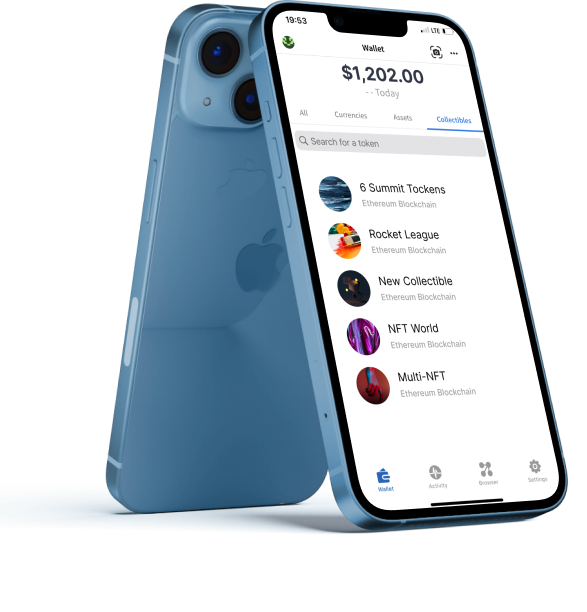 19:53
LTE
Wallet
$1,202.00
- - Today
All Currencies Assets Collectibles
Search for a token
6 Summit Tockens
Ethereum Blockchain
Rocket League
Ethereum Blockchain
New Collectible
Ethereum Blockchain
NFT World
Ethereum Blockchain
Multi-NFT
Ethereum Blockchain
Wallet Activity Browser Settings